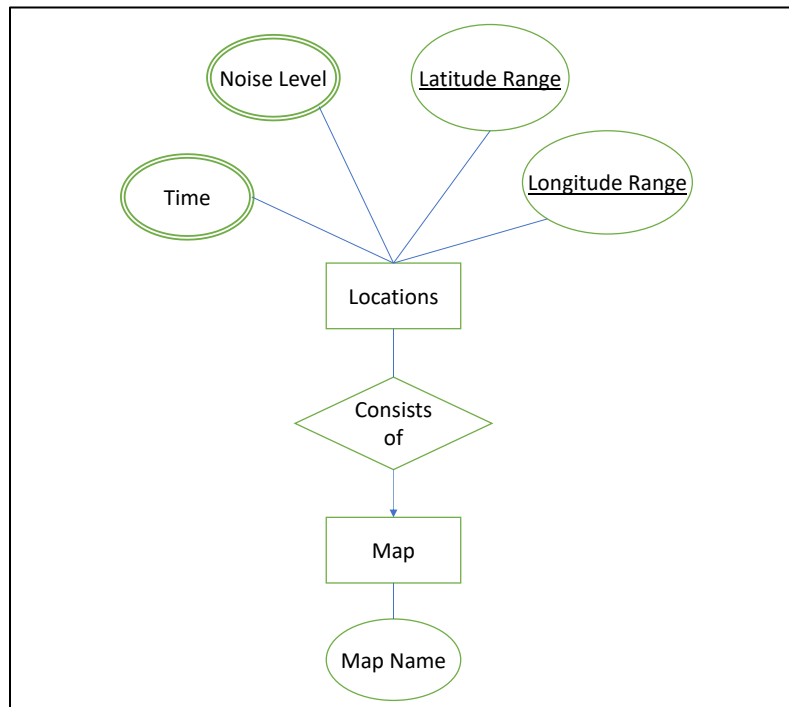 Noise Level
Latitude Range
Time
Longitude Range
Locations
Consists
of
Map
Map Name